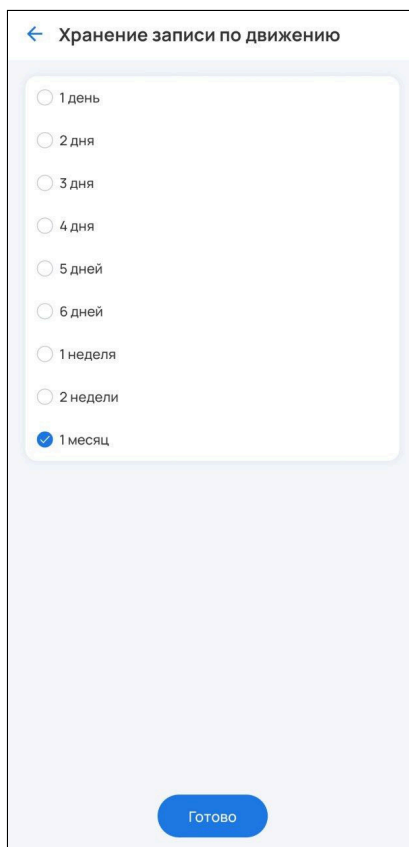 Хранение записи по движению
1 день
2 дня
3 дня
4 дня
5 дней
6 дней
1 неделя
2 недели
1 месяц
Готово